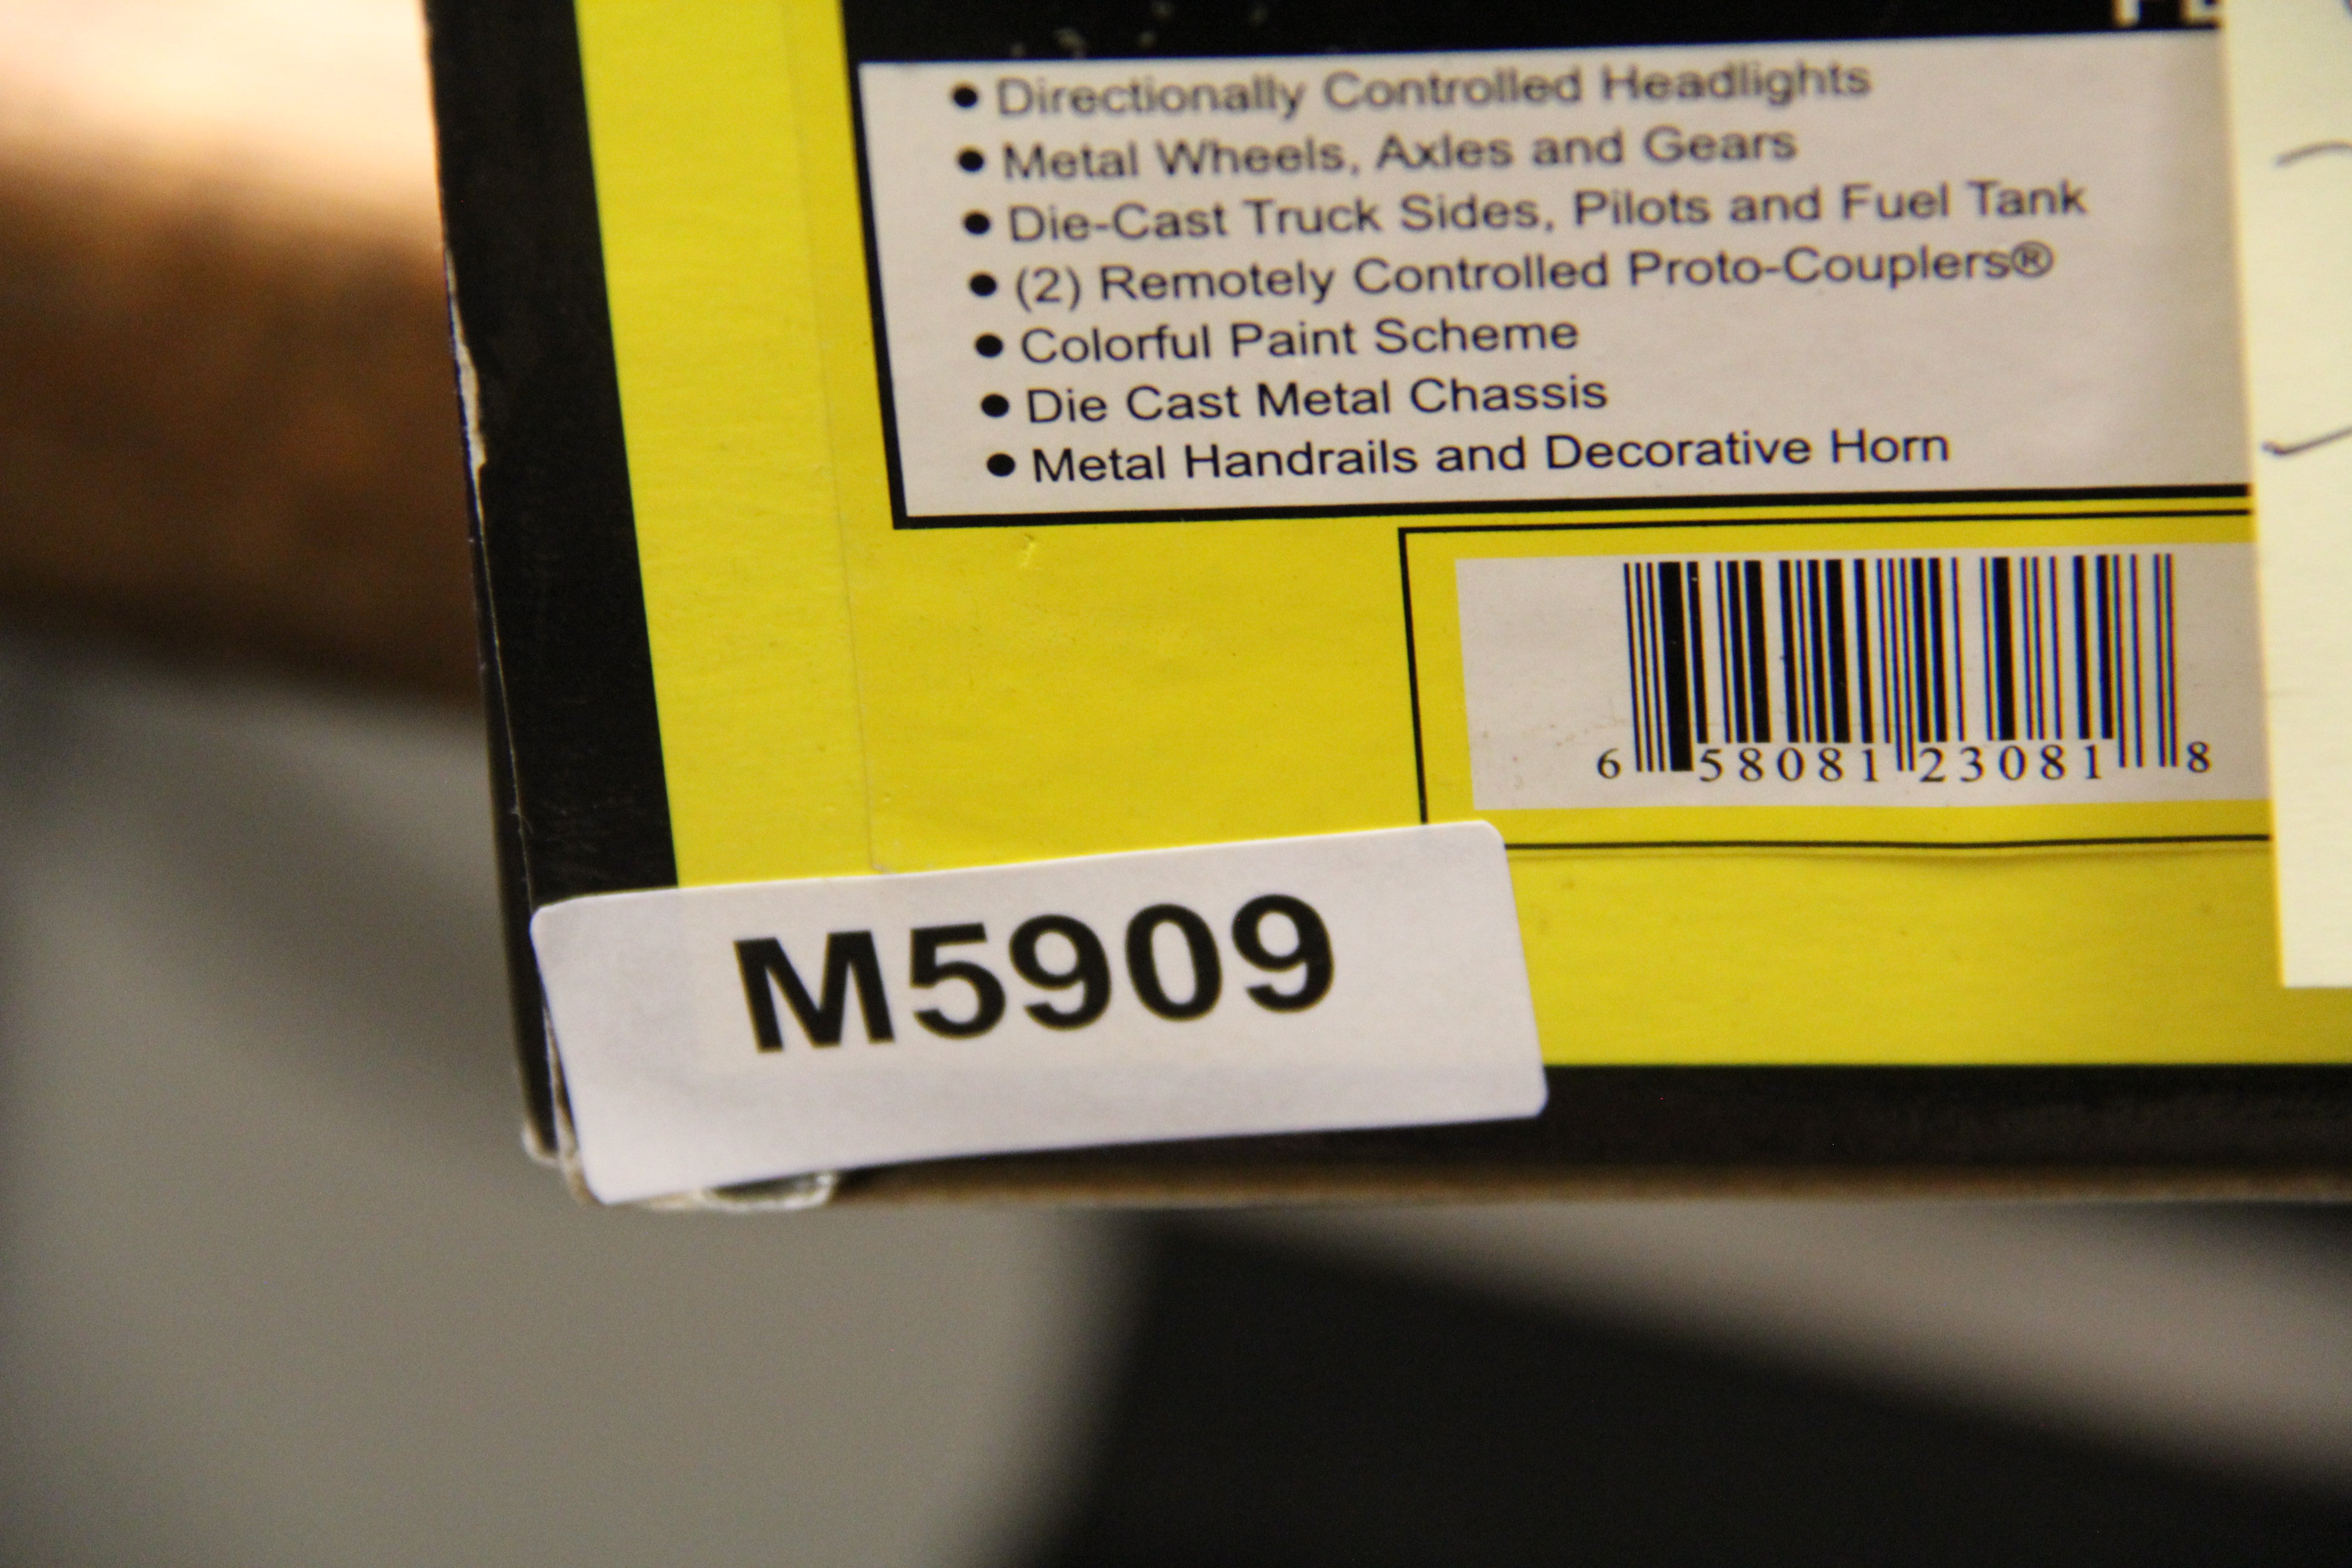 • Directionally Controlled Headlights
• Metal Wheels, Axles and Gears
• Die-Cast Truck Sides, Pilots and Fuel Tank
• (2) Remotely Controlled Proto-Couplers®
• Colorful Paint Scheme
• Die Cast Metal Chassis
• Metal Handrails and Decorative Horn
6 58081 23081 8
M5909